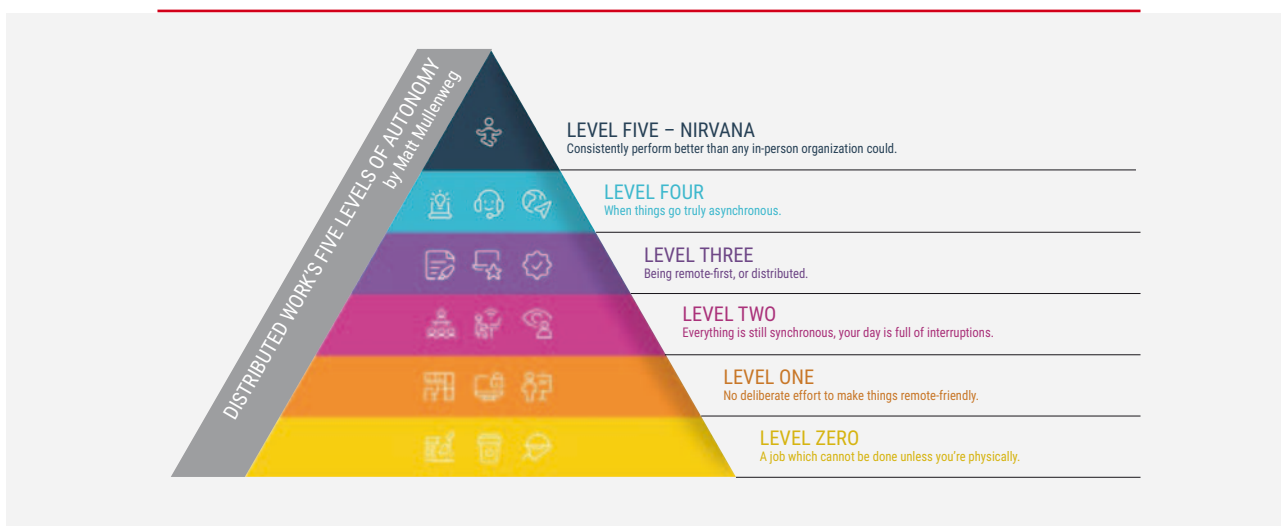 DISTRIBUTED WORK'S FIVE LEVELS OF AUTONOMY
by Matt Mullenweg
LEVEL FIVE – NIRVANA
Consistently perform better than any in-person organization could.
LEVEL FOUR
When things go truly asynchronous.
LEVEL THREE
Being remote-first, or distributed.
LEVEL TWO
Everything is still synchronous, your day is full of interruptions.
LEVEL ONE
No deliberate effort to make things remote-friendly.
LEVEL ZERO
A job which cannot be done unless you're physically.